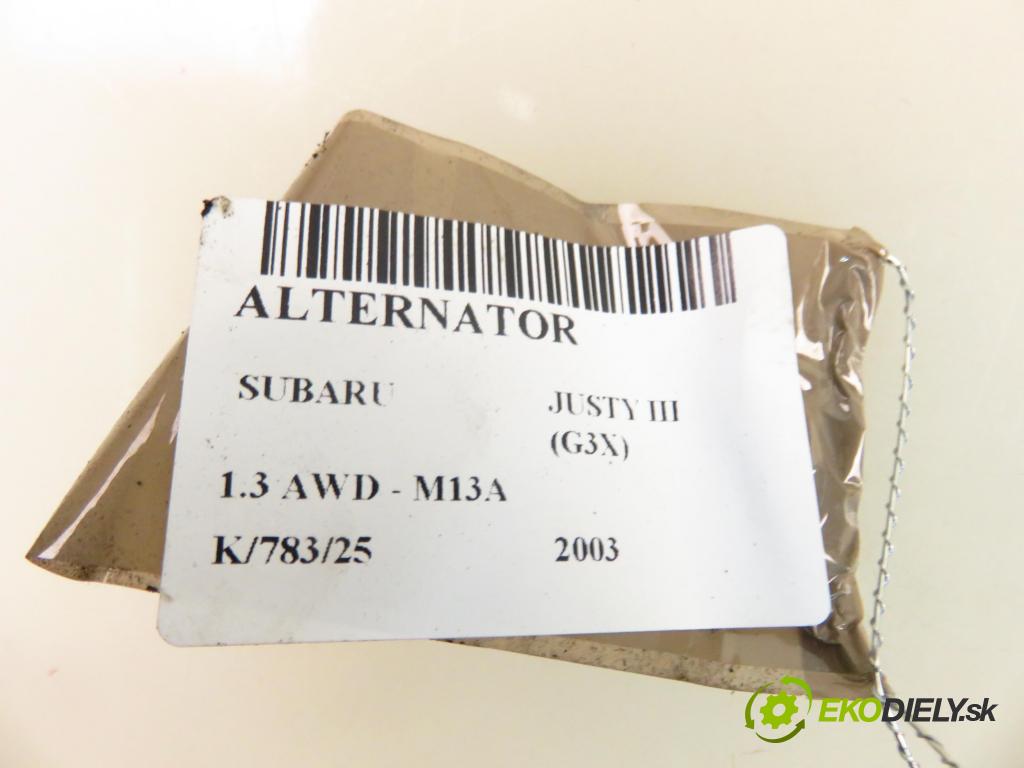 ALTERNATOR
SUBARU
JUSTY III
(G3X)
1.3 AWD - M13A
K/783/25
2003
EKODIELY.sk